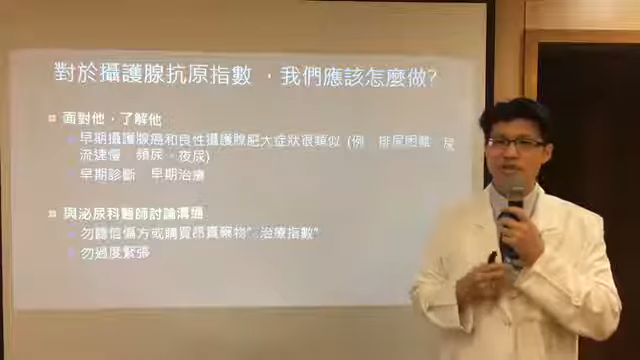 對於攝護腺抗原指數 ，我們應該怎麼做?
面對他，了解他
早期攝護腺癌和良性攝護腺肥大症狀很類似 (例 排尿困難 尿
流速慢 頻尿、夜尿)
早期診斷 早期治療
與泌尿科醫師討論溝通
勿聽信偏方或購買昂貴藥物"治療指數"
勿過度緊張